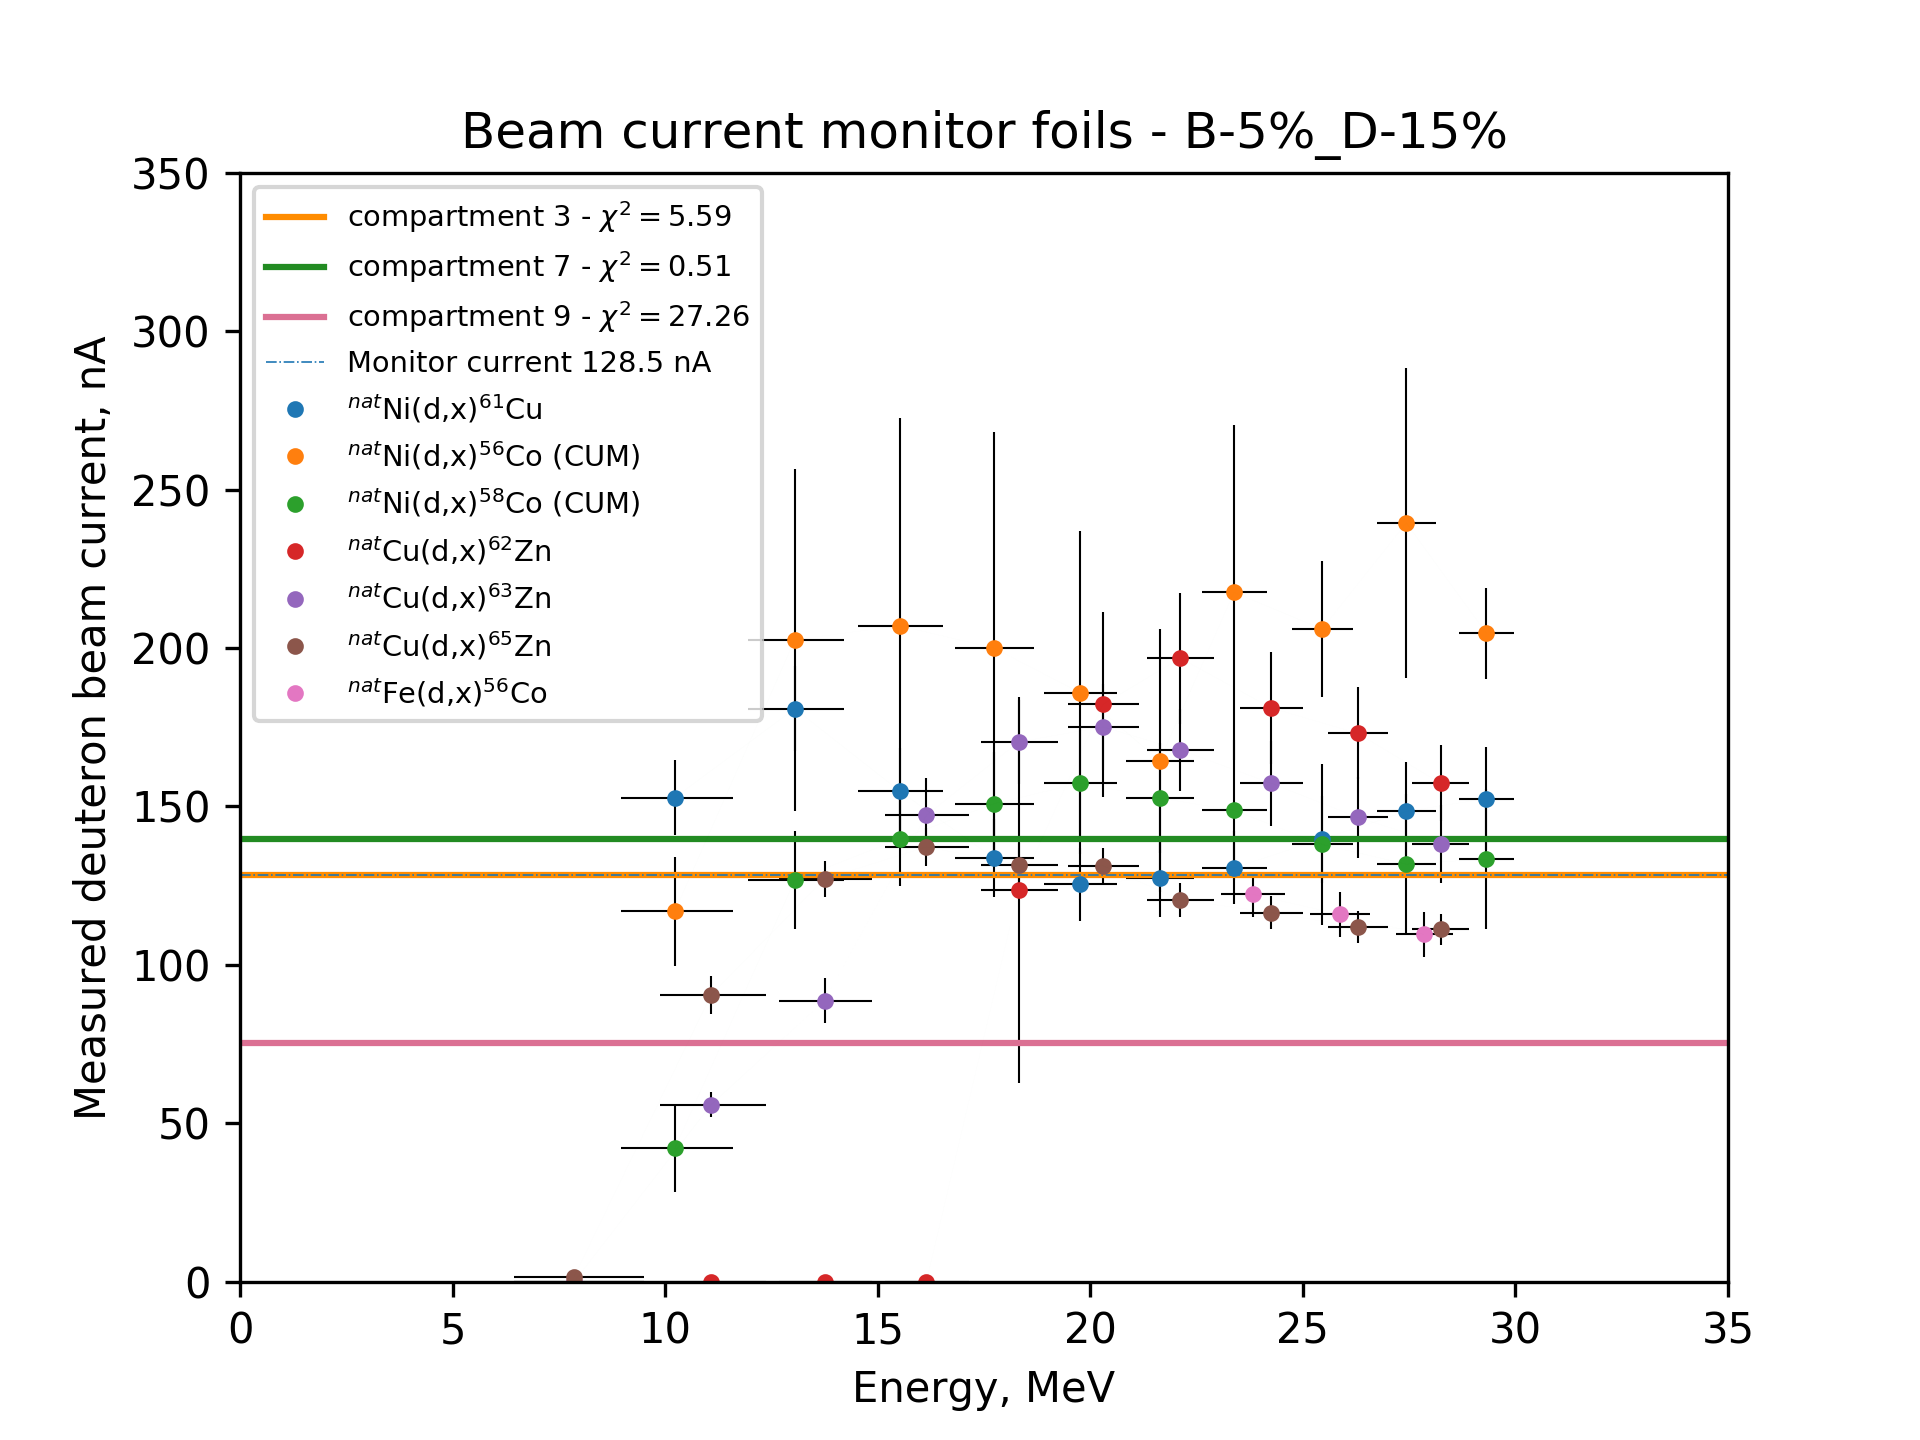 Beam current monitor foils - B-5%_D-15%
Measured deuteron beam current, nA
350
300
250
200
150
100
50
0
compartment 3 - χ² = 5.59
compartment 7 - χ² = 0.51
compartment 9 - χ² = 27.26
Monitor current 128.5 nA
ⁿᵃᵗNi(d,x)⁶¹Cu
ⁿᵃᵗNi(d,x)⁵⁶Co (CUM)
ⁿᵃᵗNi(d,x)⁵⁸Co (CUM)
ⁿᵃᵗCu(d,x)⁶²Zn
ⁿᵃᵗCu(d,x)⁶³Zn
ⁿᵃᵗCu(d,x)⁶⁵Zn
ⁿᵃᵗFe(d,x)⁵⁶Co
0 5 10 15 20 25 30 35
Energy, MeV